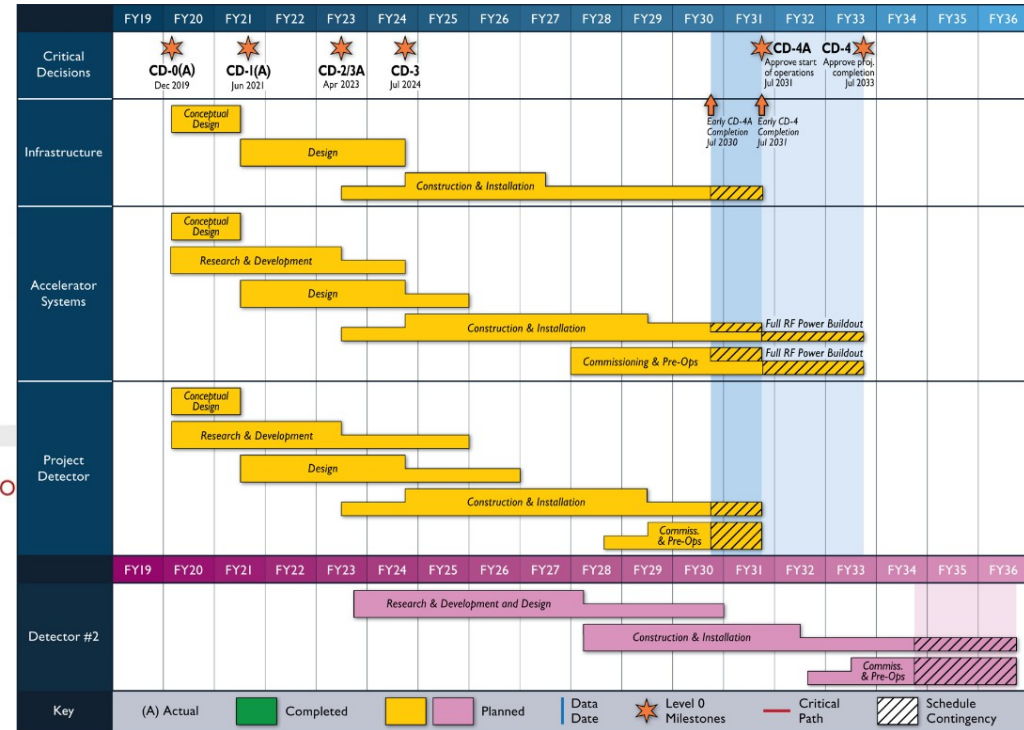 FY19 FY20 FY21 FY22 FY23 FY24 FY25 FY26 FY27 FY28 FY29 FY30 FY31 FY32 FY33 FY34 FY35 FY36
Critical
Decisions
CD-0(A)
Dec 2019
CD-1(A)
Jun 2021
CD-2/3A
Apr 2023
CD-3
Jul 2024
CD-4A
Approve start
of operations
Jul 2031
CD-4
Approve proj.
completion
Jul 2033
Early CD-4A
Completion
Jul 2030
Early CD-4
Completion
Jul 2031
Infrastructure
Conceptual
Design
Design
Construction & Installation
Accelerator
Systems
Conceptual
Design
Research & Development
Design
Construction & Installation
Full RF Power Buildout
Commissioning & Pre-Ops
Full RF Power Buildout
Project
Detector
Conceptual
Design
Research & Development
Design
Construction & Installation
Commiss.
& Pre-Ops
FY19 FY20 FY21 FY22 FY23 FY24 FY25 FY26 FY27 FY28 FY29 FY30 FY31 FY32 FY33 FY34 FY35 FY36
Detector #2
Research & Development and Design
Construction & Installation
Commiss.
& Pre-Ops
Key
(A) Actual
Completed
Planned
Data
Date
Level 0
Milestones
Critical
Path
Schedule
Contingency